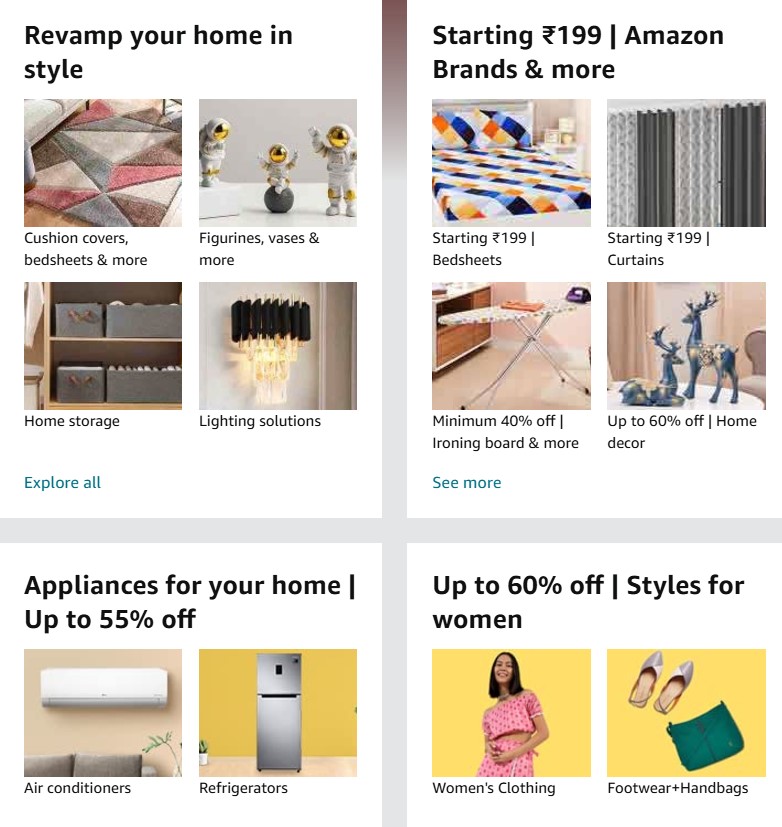 Revamp your home in
style
Cushion covers,
bedsheets & more
Figurines, vases &
more
Home storage
Lighting solutions
Explore all
Starting ₹199 | Amazon
Brands & more
Starting ₹199 |
Bedsheets
Starting ₹199 |
Curtains
Minimum 40% off |
Ironing board & more
Up to 60% off | Home
decor
See more
Appliances for your home |
Up to 55% off
Air conditioners
Refrigerators
Up to 60% off | Styles for
women
Women's Clothing
Footwear+Handbags